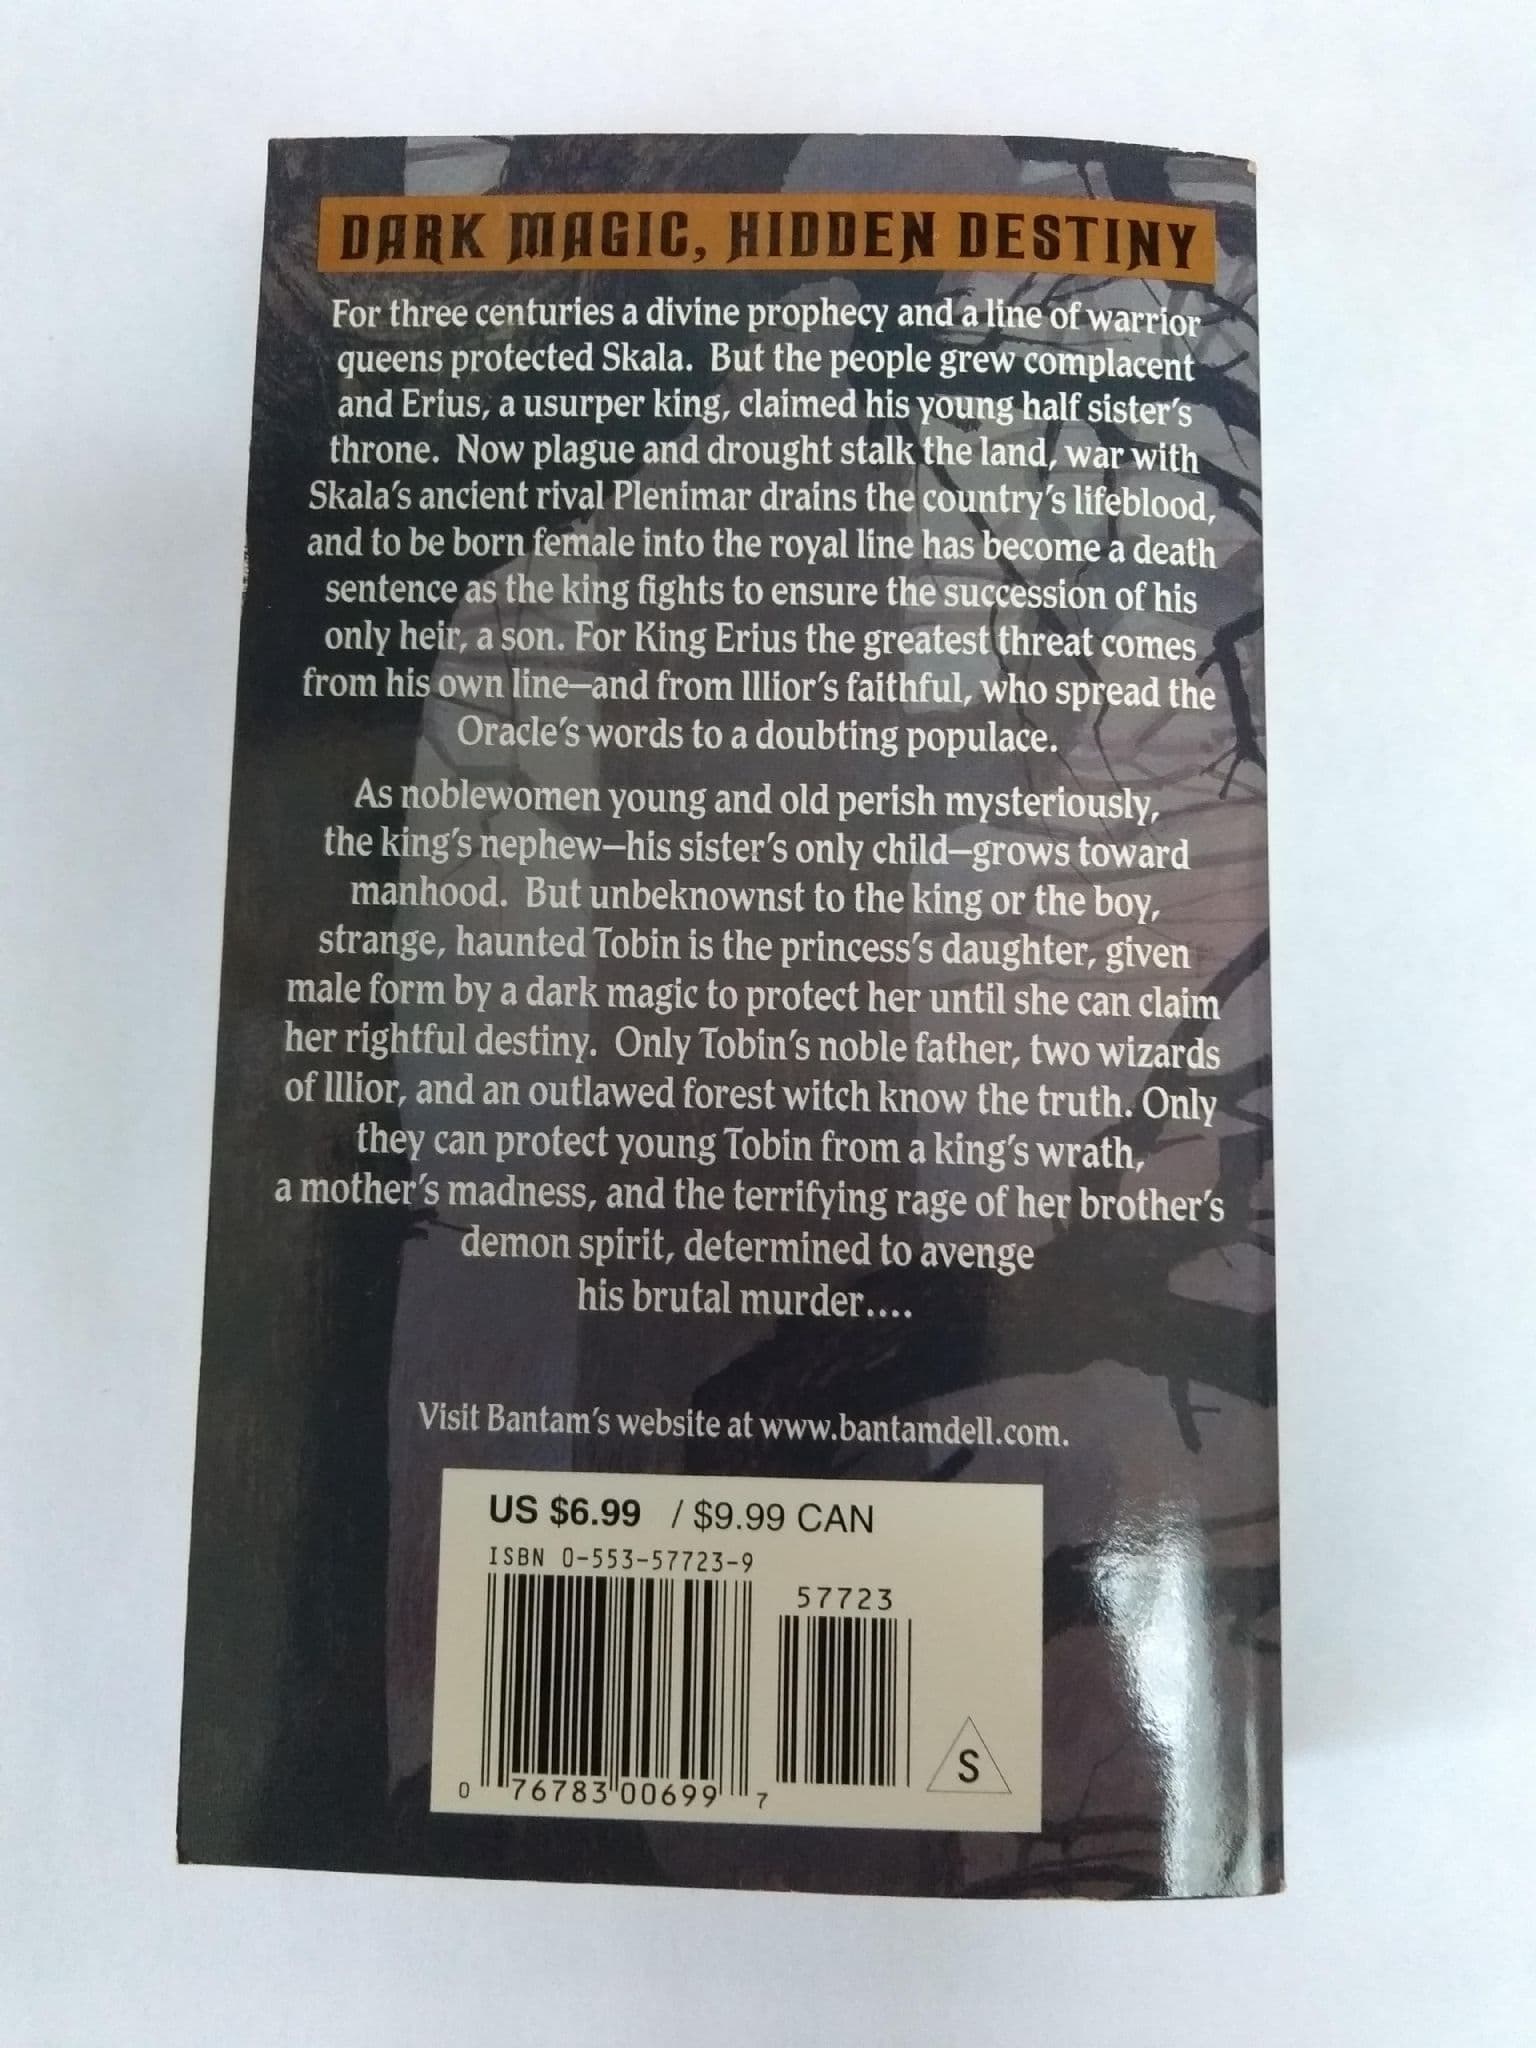 DARK MAGIC, HIDDEN DESTINY
For three centuries a divine prophecy and a line of warrior
queens protected Skala. But the people grew complacent
and Erius, a usurper king, claimed his young half sister's
throne. Now plague and drought stalk the land, war with
Skala's ancient rival Plenimar drains the country's lifeblood,
and to be born female into the royal line has become a death
sentence as the king fights to ensure the succession of his
only heir, a son. For King Erius the greatest threat comes
from his own line—and from Illior's faithful, who spread the
Oracle's words to a doubting populace.
As noblewomen young and old perish mysteriously,
the king's nephew—his sister's only child—grows toward
manhood. But unbeknownst to the king or the boy,
strange, haunted Tobin is the princess's daughter, given
male form by a dark magic to protect her until she can claim
her rightful destiny. Only Tobin's noble father, two wizards
of Illior, and an outlawed forest witch know the truth. Only
they can protect young Tobin from a king's wrath,
a mother's madness, and the terrifying rage of her brother's
demon spirit, determined to avenge
his brutal murder....
Visit Bantam's website at www.bantamdell.com.
US $6.99 / $9.99 CAN
ISBN 0-553-57723-9
57723
S
0 76783 00699 7